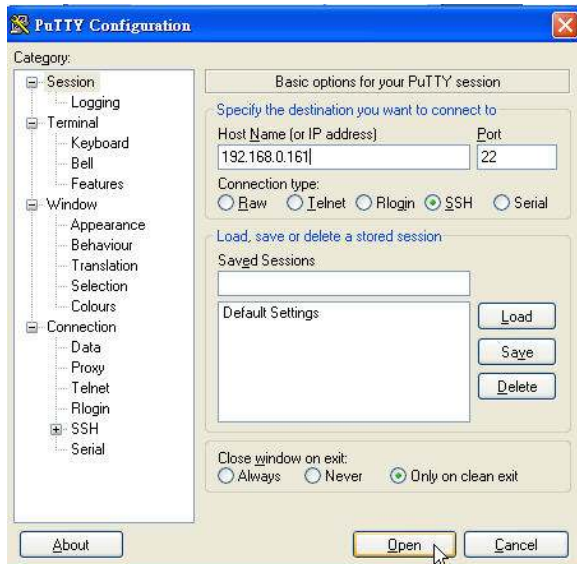 PuTTY Configuration
Category:
Session
Logging
Terminal
Keyboard
Bell
Features
Window
Appearance
Behaviour
Translation
Selection
Colours
Connection
Data
Proxy
Telnet
Rlogin
SSH
Serial
Basic options for your PuTTY session
Specify the destination you want to connect to
Host Name (or IP address) Port
192.168.0.161 22
Connection type:
Raw Telnet Rlogin SSH Serial
Load, save or delete a stored session
Saved Sessions
Default Settings
Load
Save
Delete
Close window on exit:
Always Never Only on clean exit
About Open Cancel